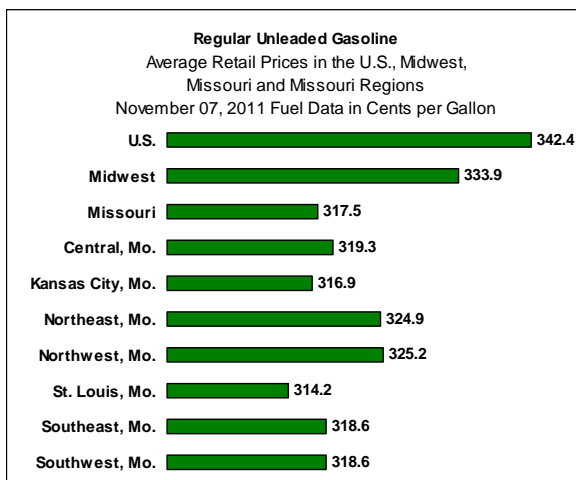 Regular Unleaded Gasoline
Average Retail Prices in the U.S., Midwest,
Missouri and Missouri Regions
November 07, 2011 Fuel Data in Cents per Gallon
U.S. 342.4
Midwest 333.9
Missouri 317.5
Central, Mo. 319.3
Kansas City, Mo. 316.9
Northeast, Mo. 324.9
Northwest, Mo. 325.2
St. Louis, Mo. 314.2
Southeast, Mo. 318.6
Southwest, Mo. 318.6